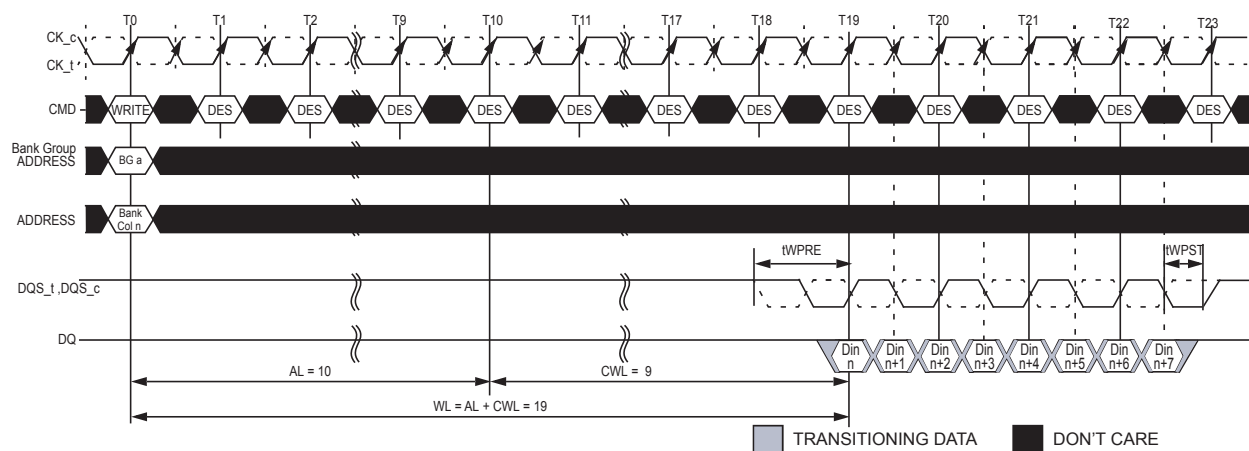 T0 T1 T2 T9 T10 T11 T17 T18 T19 T20 T21 T22 T23
CK_c
CK_t
CMD WRITE DES DES DES DES DES DES DES DES DES DES DES DES
Bank Group
ADDRESS BG a
ADDRESS Bank
Col n
tWPRE tWPST
DQS_t ,DQS_c
DQ Din
n Din
n+1 Din
n+2 Din
n+3 Din
n+4 Din
n+5 Din
n+6 Din
n+7
AL = 10 CWL = 9
WL = AL + CWL = 19
TRANSITIONING DATA DON'T CARE